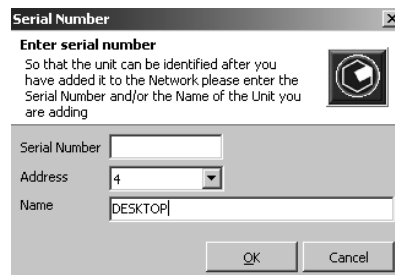 Serial Number
Enter serial number
So that the unit can be identified after you
have added it to the Network please enter the
Serial Number and/or the Name of the Unit you
are adding
Serial Number
Address 4
Name DESKTOP
OK Cancel